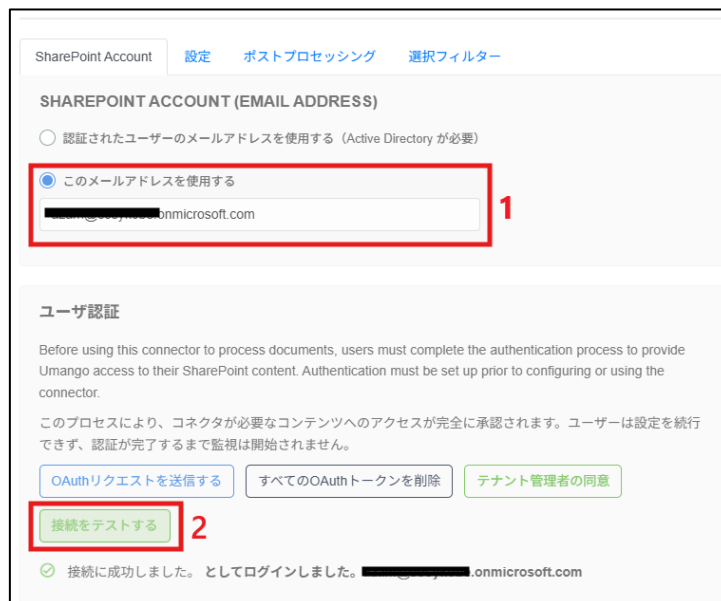 SharePoint Account 設定 ポストプロセッシング 選択フィルター
SHAREPOINT ACCOUNT (EMAIL ADDRESS)
認証されたユーザーのメールアドレスを使用する（Active Directory が必要）
このメールアドレスを使用する
onmicrosoft.com
1
ユーザ認証
Before using this connector to process documents, users must complete the authentication process to provide
Umango access to their SharePoint content. Authentication must be set up prior to configuring or using the
connector.
このプロセスにより、コネクタが必要なコンテンツへのアクセスが完全に承認されます。ユーザーは設定を続行
できず、認証が完了するまで監視は開始されません。
OAuthリクエストを送信する すべてのOAuthトークンを削除 テナント管理者の同意
接続をテストする 2
接続に成功しました。 としてログインしました。 .onmicrosoft.com